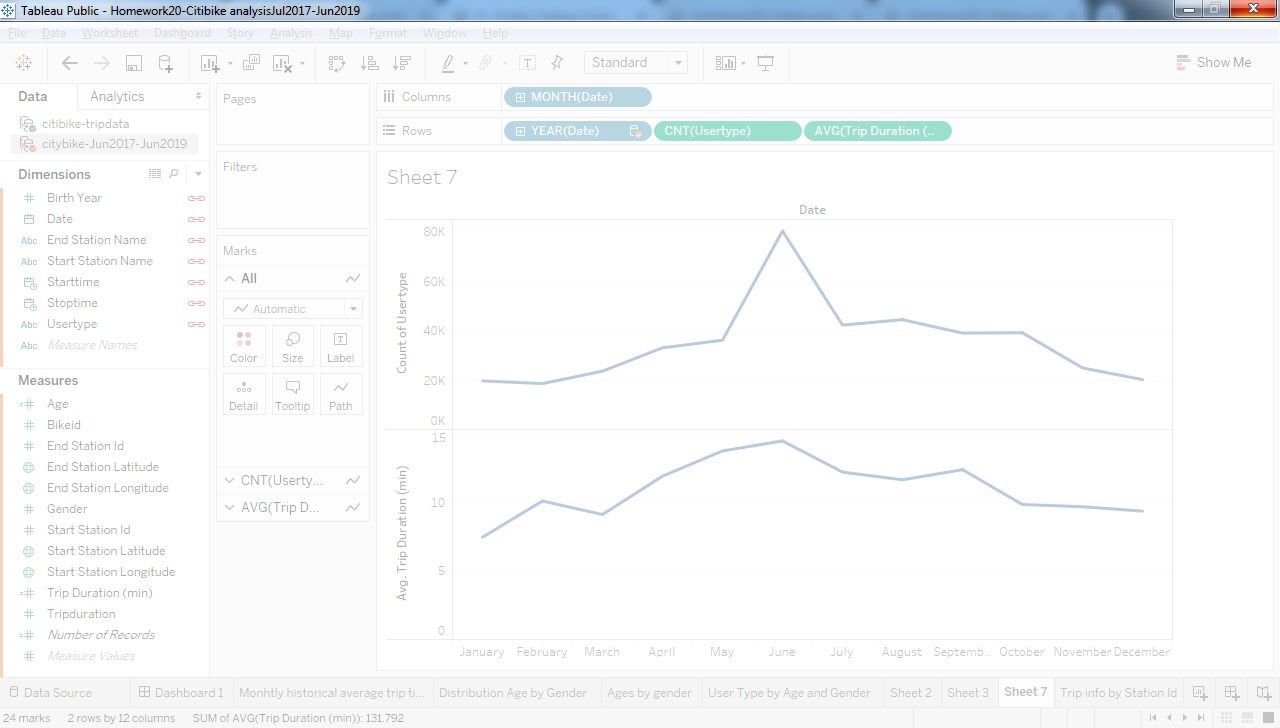 Tableau Public - Homework20-Citibike analysisJul2017-Jun2019
File Data Worksheet Dashboard Story Analysis Map Format Window Help
Standard
Show Me
Data Analytics
citibike-tripdata
citybike-Jun2017-Jun2019
Dimensions
Birth Year
Date
Abc End Station Name
Abc Start Station Name
Starttime
Stoptime
Abc Usertype
Abc Measure Names
Measures
Age
Bikeid
End Station Id
End Station Latitude
End Station Longitude
Gender
Start Station Id
Start Station Latitude
Start Station Longitude
Trip Duration (min)
Tripduration
Number of Records
Measure Values
Pages
Filters
Marks
All
Automatic
Color Size Label
Detail Tooltip Path
CNT(Userty...
AVG(Trip D...
Columns MONTH(Date)
Rows YEAR(Date) CNT(Usertype) AVG(Trip Duration (..
Sheet 7
Date
Count of Usertype
80K
60K
40K
20K
0K
Avg. Trip Duration (min)
15
10
5
0
January February March April May June July August Septemb.. October November December
Data Source Dashboard 1 Monhtly historical average trip ti... Distribution Age by Gender Ages by gender User Type by Age and Gender Sheet 2 Sheet 3 Sheet 7 Trip info by Station Id
24 marks 2 rows by 12 columns SUM of AVG(Trip Duration (min)): 131.792